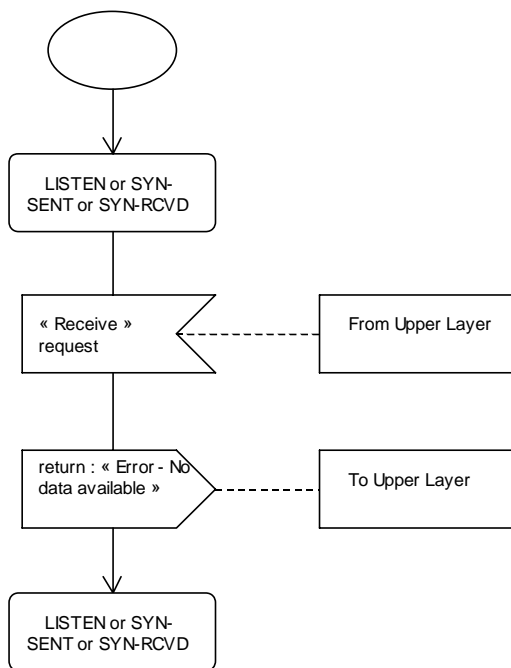 LISTEN or SYN-
SENT or SYN-RCVD
« Receive »
request
From Upper Layer
return : « Error - No
data available »
To Upper Layer
LISTEN or SYN-
SENT or SYN-RCVD